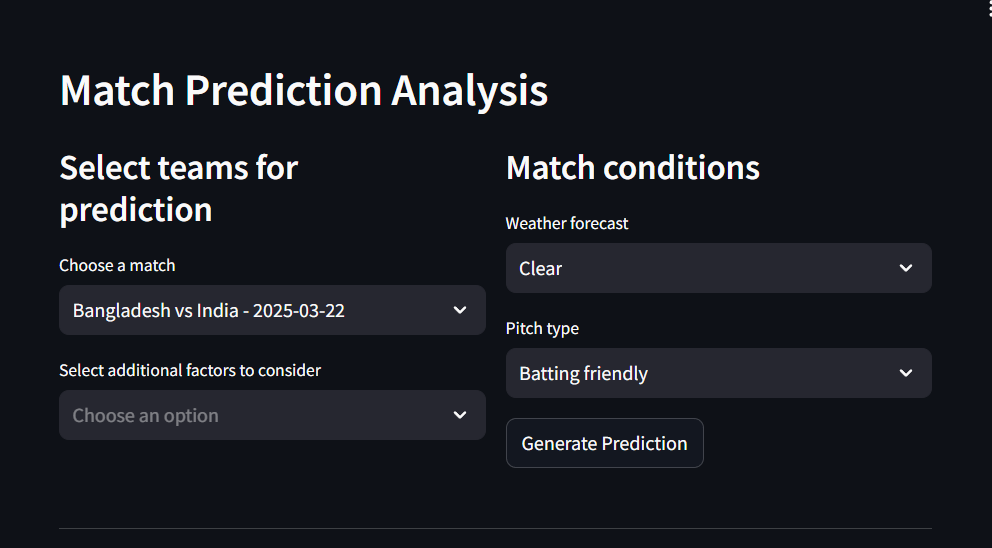 Match Prediction Analysis
Select teams for
prediction
Choose a match
Bangladesh vs India - 2025-03-22
Select additional factors to consider
Choose an option
Match conditions
Weather forecast
Clear
Pitch type
Batting friendly
Generate Prediction